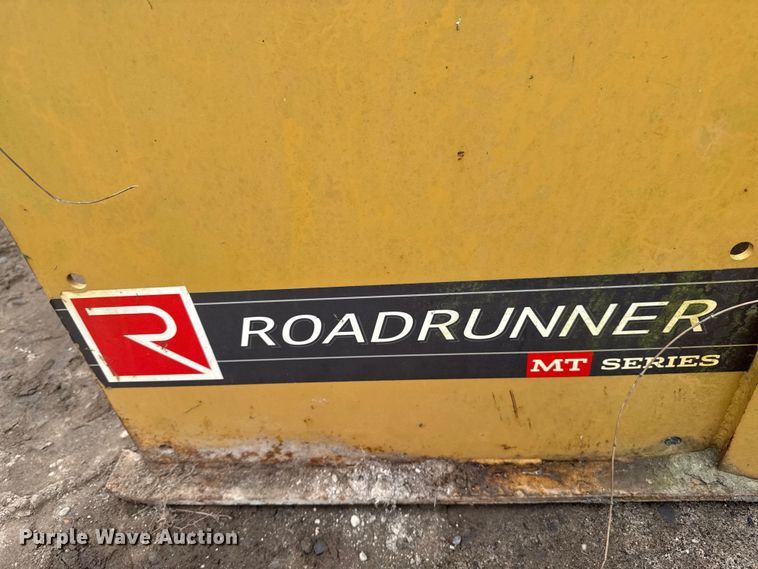 R ROADRUNNER
MT SERIES
Purple Wave Auction